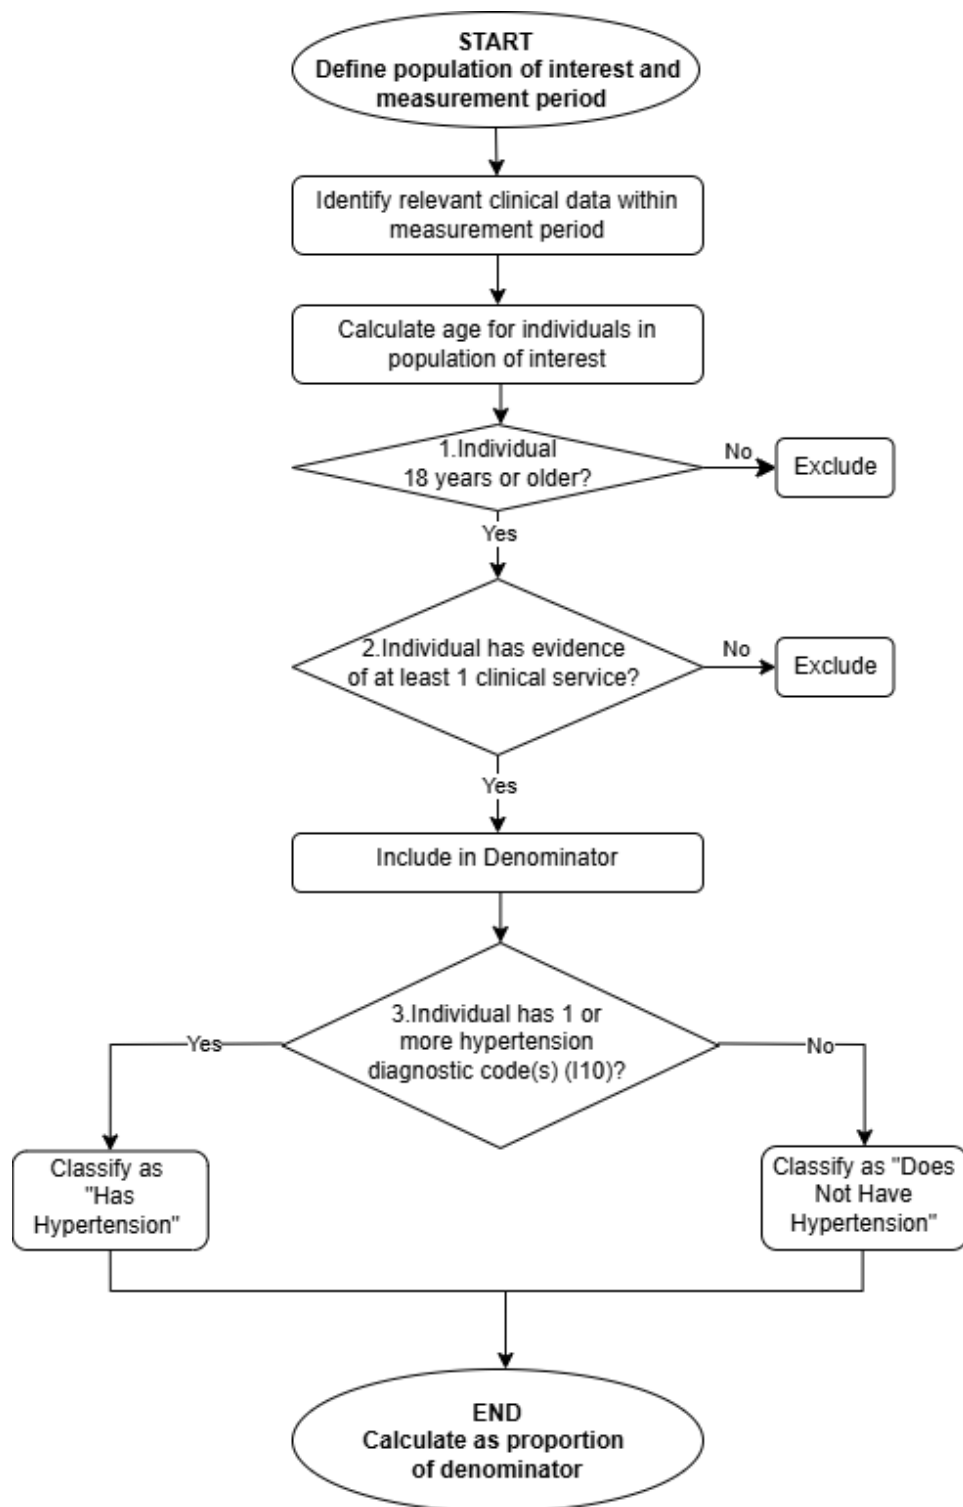 START
Define population of interest and
measurement period
Identify relevant clinical data within
measurement period
Calculate age for individuals in
population of interest
1.Individual
18 years or older?
No
Exclude
Yes
2.Individual has evidence
of at least 1 clinical service?
No
Exclude
Yes
Include in Denominator
3.Individual has 1 or
more hypertension
diagnostic code(s) (I10)?
Yes
No
Classify as
"Has
Hypertension"
Classify as "Does
Not Have
Hypertension"
END
Calculate as proportion
of denominator